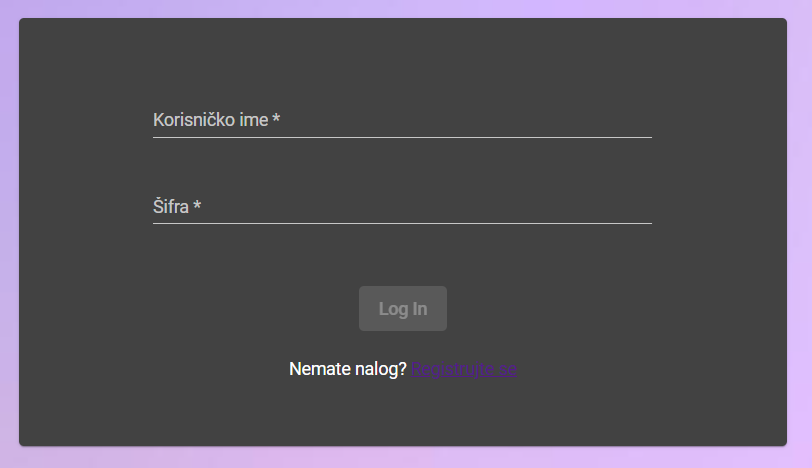 Korisničko ime *
Šifra *
Log In
Nemate nalog? Registrujte se